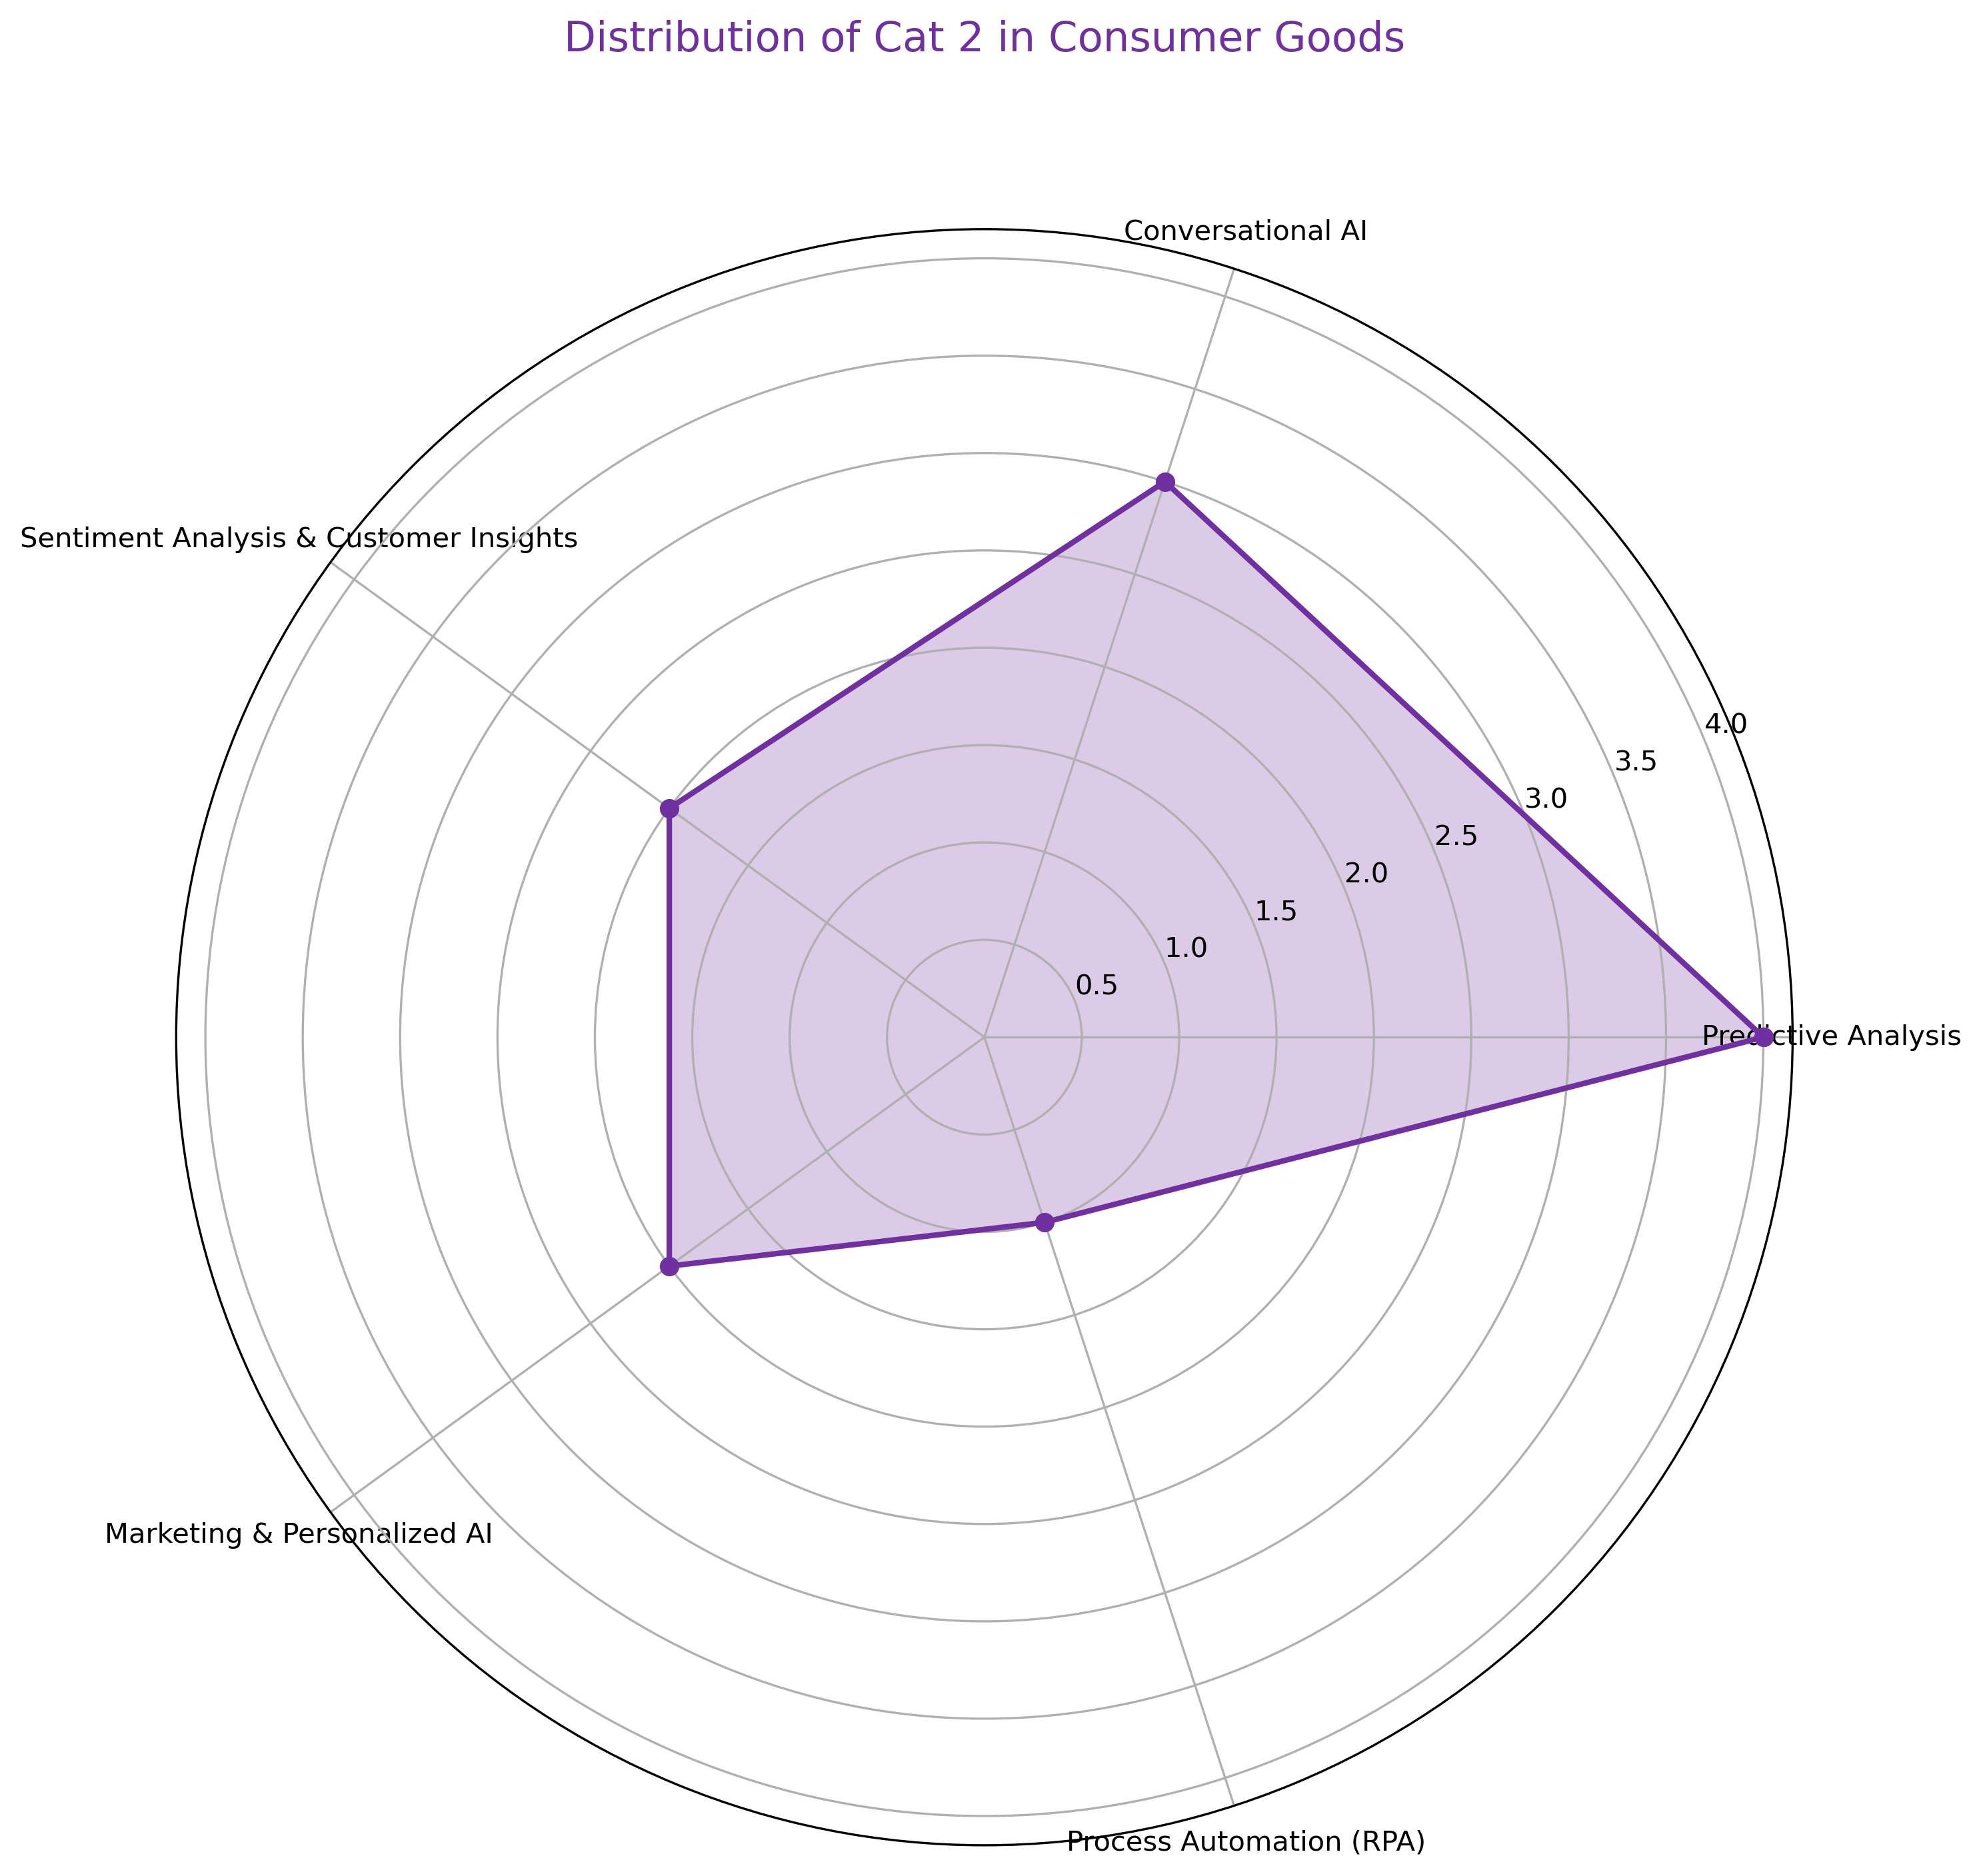 Distribution of Cat 2 in Consumer Goods
Conversational AI
Sentiment Analysis & Customer Insights
4.0
3.5
3.0
2.5
2.0
1.5
1.0
0.5
Predictive Analysis
Marketing & Personalized AI
Process Automation (RPA)